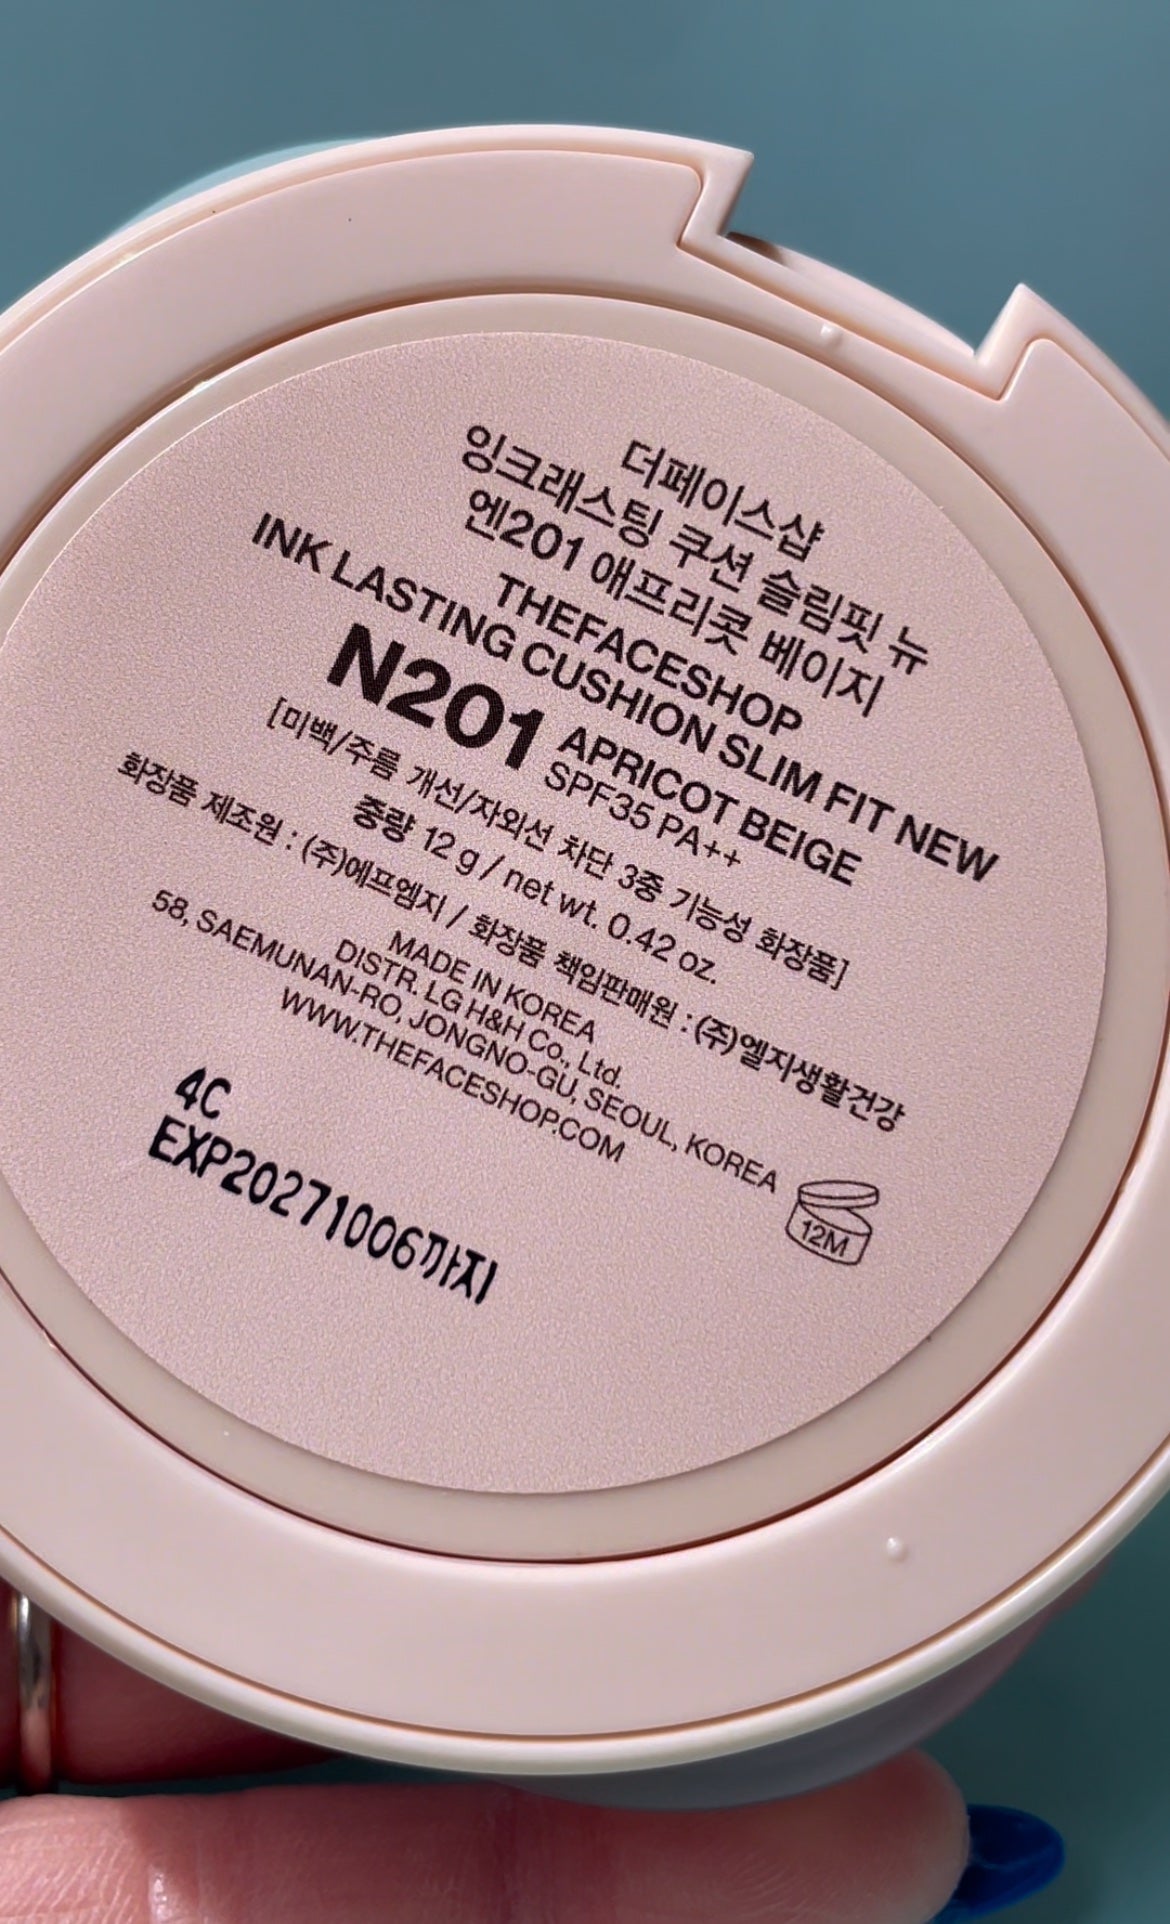 더페이스샵
잉크래스팅 쿠션 슬림핏 뉴
엔201 애프리콧 베이지
THEFACESHOP
INK LASTING CUSHION SLIM FIT NEW
N201 APRICOT BEIGE
SPF35 PA++
[미백/주름 개선/자외선 차단 3중 기능성 화장품]
중량 12 g / net wt. 0.42 oz.
화장품 제조원 : (주)에프엠지 / 화장품 책임판매원 : (주)엘지생활건강
MADE IN KOREA
DISTR. LG H&H Co., Ltd.
58, SAEMUNAN-RO, JONGNO-GU, SEOUL, KOREA
WWW.THEFACESHOP.COM
12M
4C
EXP20271006까지